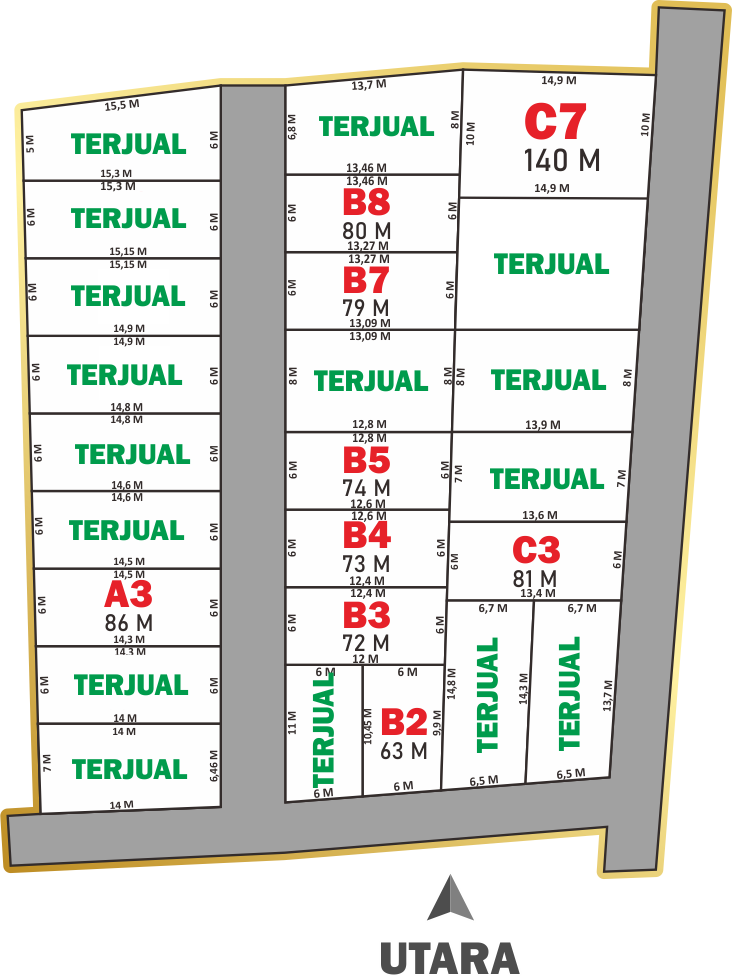 15,5 M
5 M
TERJUAL
6 M
15,3 M
15,3 M
6 M
TERJUAL
6 M
15,15 M
15,15 M
6 M
TERJUAL
6 M
14,9 M
14,9 M
6 M
TERJUAL
6 M
14,8 M
14,8 M
6 M
TERJUAL
6 M
14,6 M
14,6 M
6 M
TERJUAL
6 M
14,5 M
14,5 M
6 M
A3
86 M
6 M
14,3 M
14,3 M
6 M
TERJUAL
6 M
14 M
14 M
7 M
TERJUAL
6,46 M
14 M
13,7 M
6,8 M
TERJUAL
8 M
13,46 M
13,46 M
6 M
B8
80 M
6 M
13,27 M
13,27 M
6 M
B7
79 M
6 M
13,09 M
13,09 M
8 M
TERJUAL
8 M
12,8 M
12,8 M
6 M
B5
74 M
6 M
12,6 M
12,6 M
6 M
B4
73 M
6 M
12,4 M
12,4 M
6 M
B3
72 M
6 M
12 M
6 M
11 M
TERJUAL
6 M
6 M
10,45 M
B2
63 M
9,9 M
6 M
14,9 M
10 M
C7
140 M
10 M
14,9 M
TERJUAL
8 M
TERJUAL
8 M
13,9 M
7 M
TERJUAL
7 M
13,6 M
6 M
C3
81 M
6 M
13,4 M
6,7 M
14,8 M
TERJUAL
14,3 M
6,5 M
6,7 M
TERJUAL
13,7 M
6,5 M
UTARA